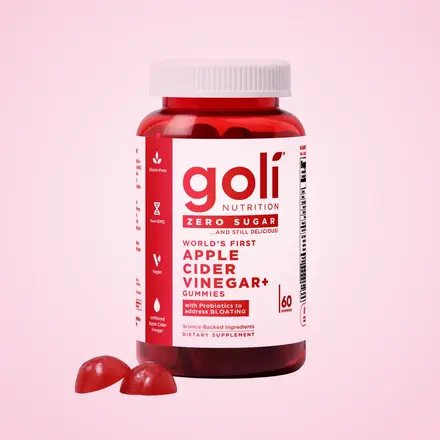 goli
NUTRITION
ZERO SUGAR
...AND STILL DELICIOUS!
WORLD'S FIRST
APPLE
CIDER
VINEGAR+
GUMMIES
with Probiotics to
address BLOATING
Science-Backed Ingredients
DIETARY SUPPLEMENT
60
GUMMIES
Gluten-Free
Non-GMO
Vegan
Unfiltered
Apple Cider
Vinegar